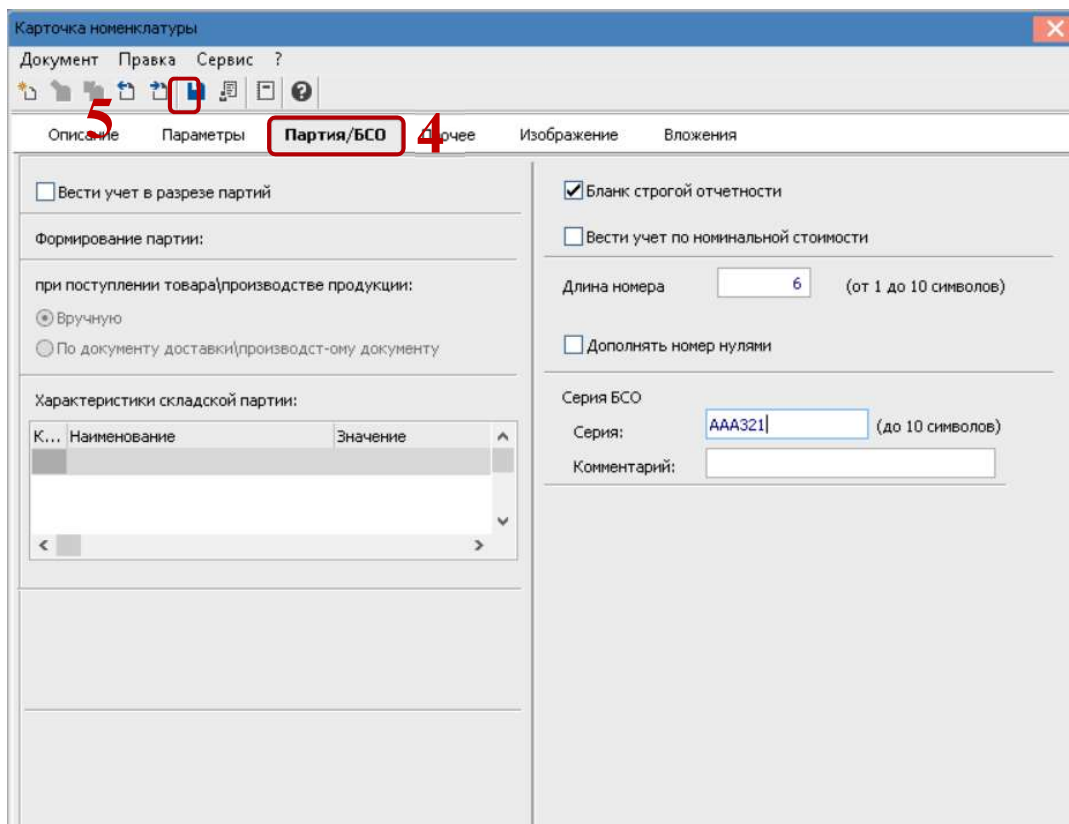 Карточка номенклатуры
Документ Правка Сервис ?
5
Описание Параметры Партия/БСО 4 Прочее Изображение Вложения
Вести учет в разрезе партий
Формирование партии:
при поступлении товара\производстве продукции:
Вручную
По документу доставки\производст-ому документу
Характеристики складской партии:
К... Наименование Значение
Бланк строгой отчетности
Вести учет по номинальной стоимости
Длина номера 6 (от 1 до 10 символов)
Дополнять номер нулями
Серия БСО
Серия: ААА321 (до 10 символов)
Комментарий: